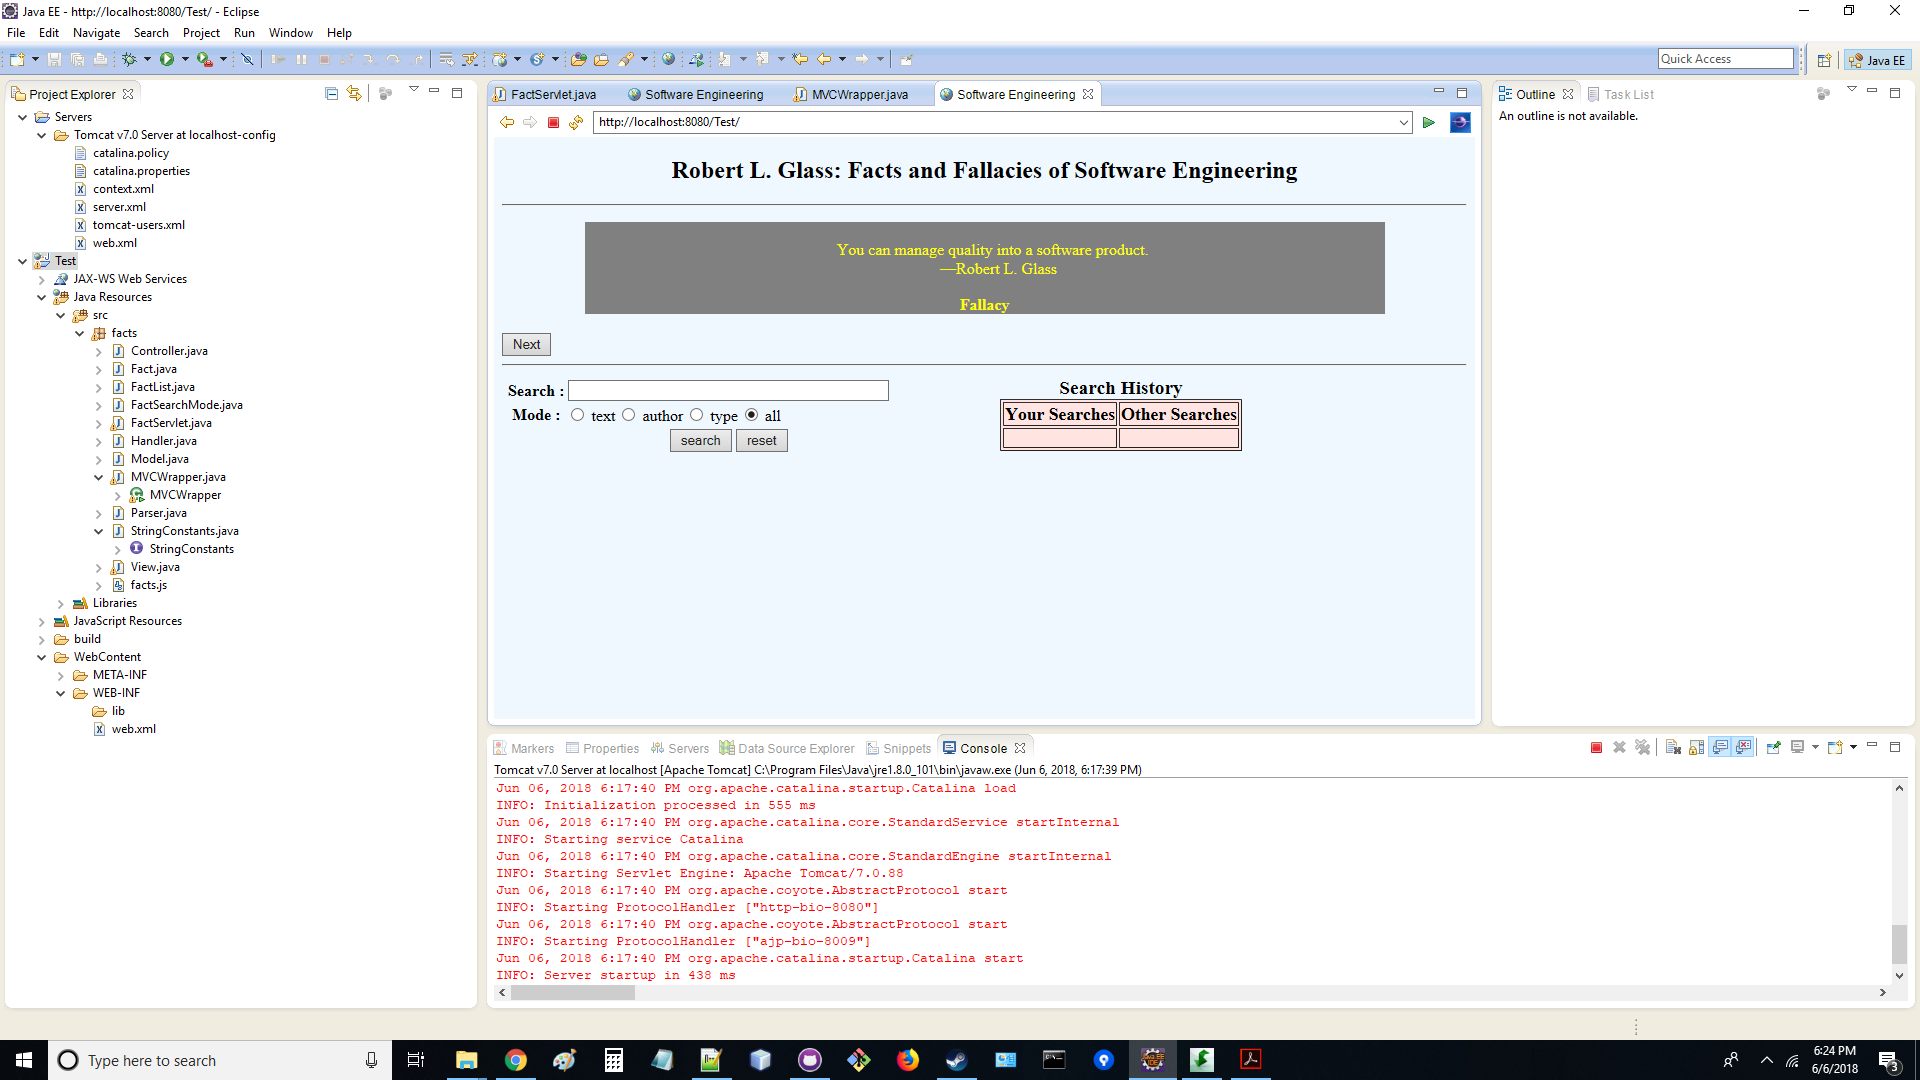 Java EE - http://localhost:8080/Test/ - Eclipse
File Edit Navigate Search Project Run Window Help
Quick Access
Java EE
Project Explorer
Servers
Tomcat v7.0 Server at localhost-config
catalina.policy
catalina.properties
context.xml
server.xml
tomcat-users.xml
web.xml
Test
JAX-WS Web Services
Java Resources
src
facts
Controller.java
Fact.java
FactList.java
FactSearchMode.java
FactServlet.java
Handler.java
Model.java
MVCWrapper.java
MVCWrapper
Parser.java
StringConstants.java
StringConstants
View.java
facts.js
Libraries
JavaScript Resources
build
WebContent
META-INF
WEB-INF
lib
web.xml
FactServlet.java Software Engineering MVCWrapper.java Software Engineering
http://localhost:8080/Test/
Robert L. Glass: Facts and Fallacies of Software Engineering
You can manage quality into a software product.
—Robert L. Glass
Fallacy
Next
Search :
Mode : text author type all
search reset
Search History
Your Searches Other Searches
Outline Task List
An outline is not available.
Markers Properties Servers Data Source Explorer Snippets Console
Tomcat v7.0 Server at localhost [Apache Tomcat] C:\Program Files\Java\jre1.8.0_101\bin\javaw.exe (Jun 6, 2018, 6:17:39 PM)
Jun 06, 2018 6:17:40 PM org.apache.catalina.startup.Catalina load
INFO: Initialization processed in 555 ms
Jun 06, 2018 6:17:40 PM org.apache.catalina.core.StandardService startInternal
INFO: Starting service Catalina
Jun 06, 2018 6:17:40 PM org.apache.catalina.core.StandardEngine startInternal
INFO: Starting Servlet Engine: Apache Tomcat/7.0.88
Jun 06, 2018 6:17:40 PM org.apache.coyote.AbstractProtocol start
INFO: Starting ProtocolHandler ["http-bio-8080"]
Jun 06, 2018 6:17:40 PM org.apache.coyote.AbstractProtocol start
INFO: Starting ProtocolHandler ["ajp-bio-8009"]
Jun 06, 2018 6:17:40 PM org.apache.catalina.startup.Catalina start
INFO: Server startup in 438 ms
Type here to search
6:24 PM
6/6/2018
3